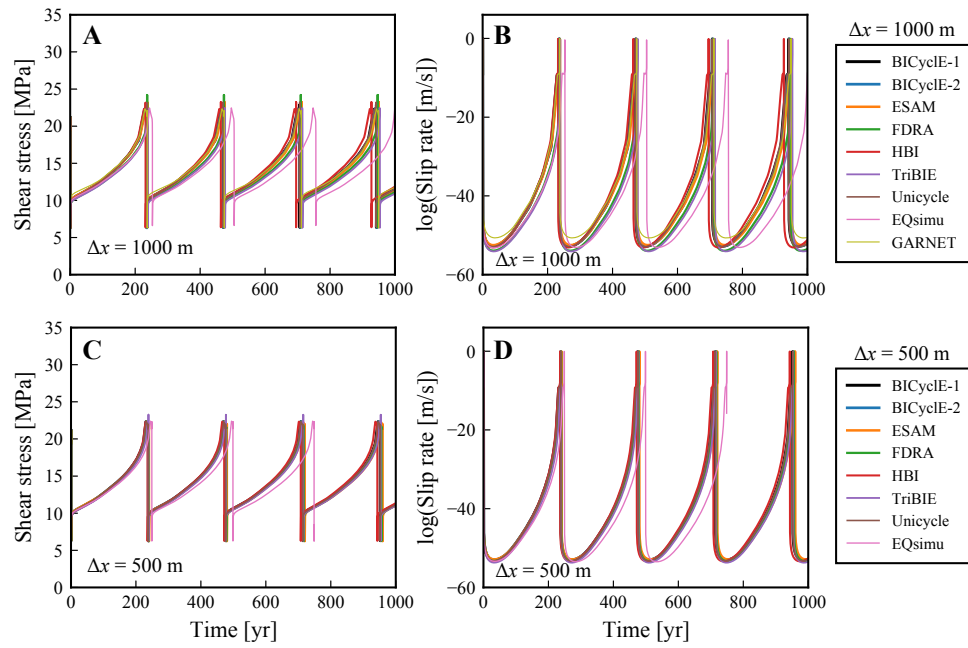 A
Shear stress [MPa]
35
30
25
20
15
10
5
0
Δx = 1000 m
0 200 400 600 800 1000
B
log(Slip rate [m/s])
0
−20
−40
−60
Δx = 1000 m
0 200 400 600 800 1000
Δx = 1000 m
BICyclE-1
BICyclE-2
ESAM
FDRA
HBI
TriBIE
Unicycle
EQsimu
GARNET
C
Shear stress [MPa]
35
30
25
20
15
10
5
0
Δx = 500 m
0 200 400 600 800 1000
Time [yr]
D
log(Slip rate [m/s])
0
−20
−40
−60
Δx = 500 m
0 200 400 600 800 1000
Time [yr]
Δx = 500 m
BICyclE-1
BICyclE-2
ESAM
FDRA
HBI
TriBIE
Unicycle
EQsimu